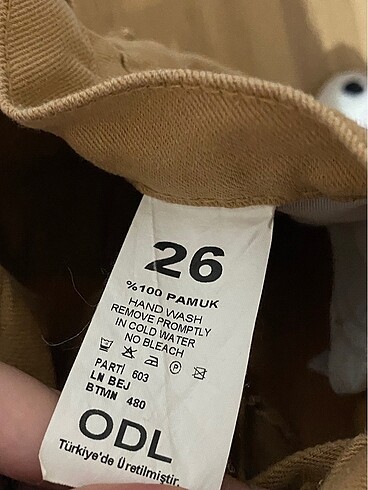 26
%100 PAMUK
HAND WASH
REMOVE PROMPTLY
IN COLD WATER
NO BLEACH
PARTİ 603
LN BEJ
BTMN 480
ODL
Türkiye'de Üretilmiştir.